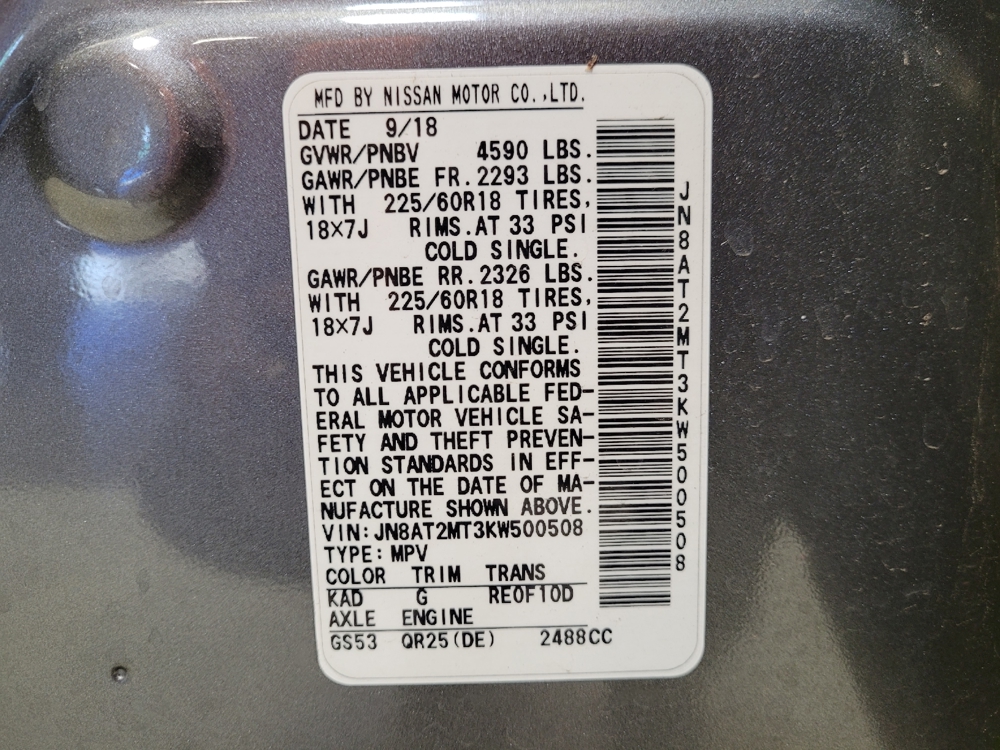 MFD BY NISSAN MOTOR CO.,LTD.
DATE 9/18
GVWR/PNBV 4590 LBS.
GAWR/PNBE FR.2293 LBS.
WITH 225/60R18 TIRES,
18×7J RIMS.AT 33 PSI
COLD SINGLE.
GAWR/PNBE RR.2326 LBS.
WITH 225/60R18 TIRES,
18×7J RIMS.AT 33 PSI
COLD SINGLE.
THIS VEHICLE CONFORMS
TO ALL APPLICABLE FED-
ERAL MOTOR VEHICLE SA-
FETY AND THEFT PREVEN-
TION STANDARDS IN EFF-
ECT ON THE DATE OF MA-
NUFACTURE SHOWN ABOVE.
VIN:JN8AT2MT3KW500508
TYPE:MPV
COLOR TRIM TRANS
KAD G RE0F10D
AXLE ENGINE
GS53 QR25(DE) 2488CC
JN8AT2MT3KW500508